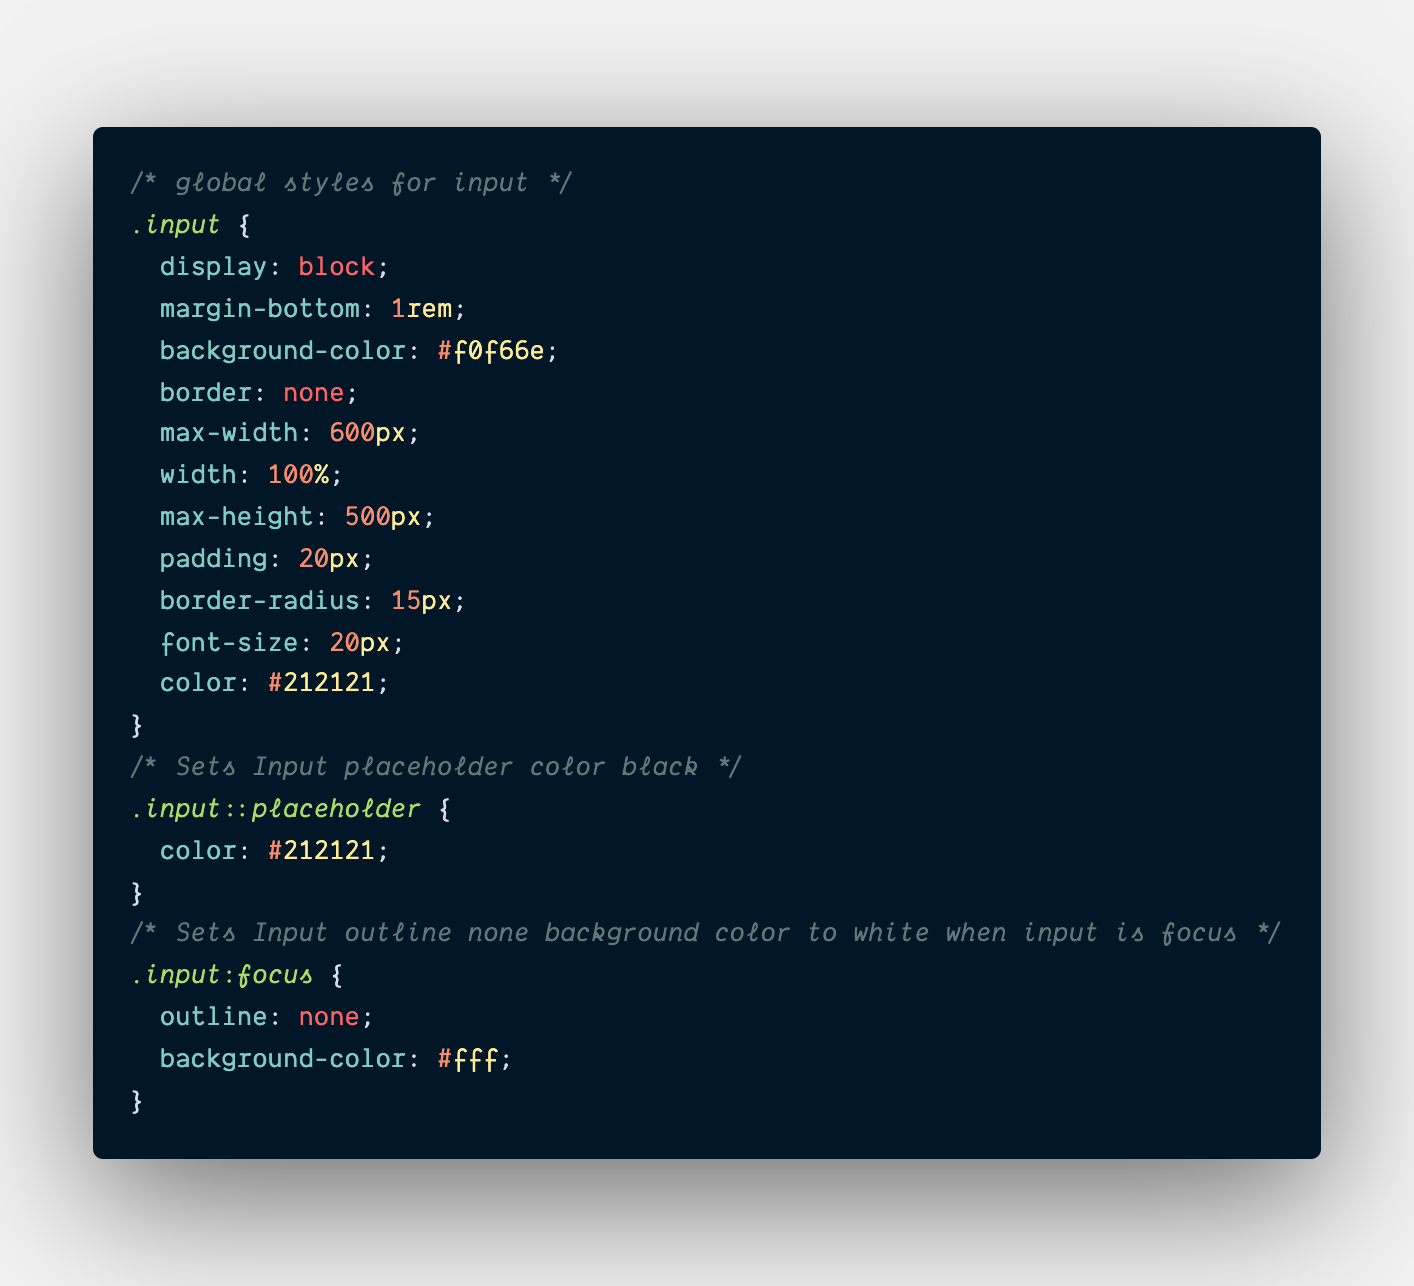 /* global styles for input */
.input {
  display: block;
  margin-bottom: 1rem;
  background-color: #f0f66e;
  border: none;
  max-width: 600px;
  width: 100%;
  max-height: 500px;
  padding: 20px;
  border-radius: 15px;
  font-size: 20px;
  color: #212121;
}
/* Sets Input placeholder color black */
.input::placeholder {
  color: #212121;
}
/* Sets Input outline none background color to white when input is focus */
.input:focus {
  outline: none;
  background-color: #fff;
}